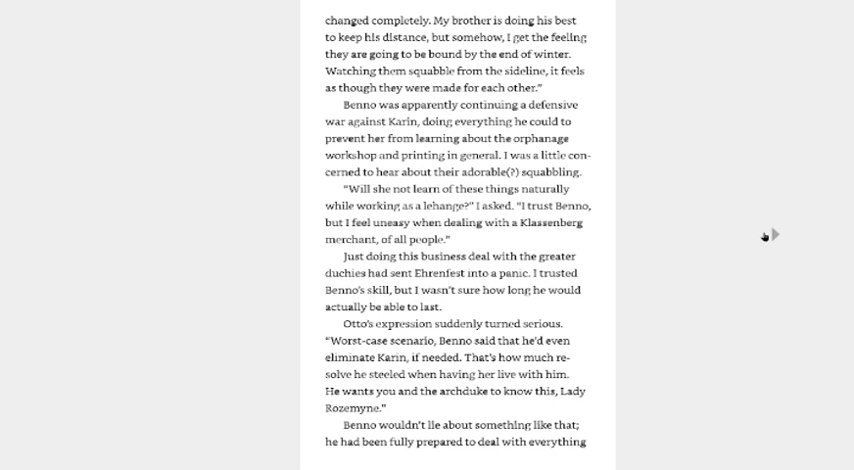 changed completely. My brother is doing his best
to keep his distance, but somehow, I get the feeling
they are going to be bound by the end of winter.
Watching them squabble from the sideline, it feels
as though they were made for each other.”
Benno was apparently continuing a defensive
war against Karin, doing everything he could to
prevent her from learning about the orphanage
workshop and printing in general. I was a little con-
cerned to hear about their adorable(?) squabbling.
“Will she not learn of these things naturally
while working as a lehange?” I asked. “I trust Benno,
but I feel uneasy when dealing with a Klassenberg
merchant, of all people.”
Just doing this business deal with the greater
duchies had sent Ehrenfest into a panic. I trusted
Benno’s skill, but I wasn’t sure how long he would
actually be able to last.
Otto’s expression suddenly turned serious.
“Worst-case scenario, Benno said that he’d even
eliminate Karin, if needed. That’s how much re-
solve he steeled when having her live with him.
He wants you and the archduke to know this, Lady
Rozemyne.”
Benno wouldn’t lie about something like that;
he had been fully prepared to deal with everything